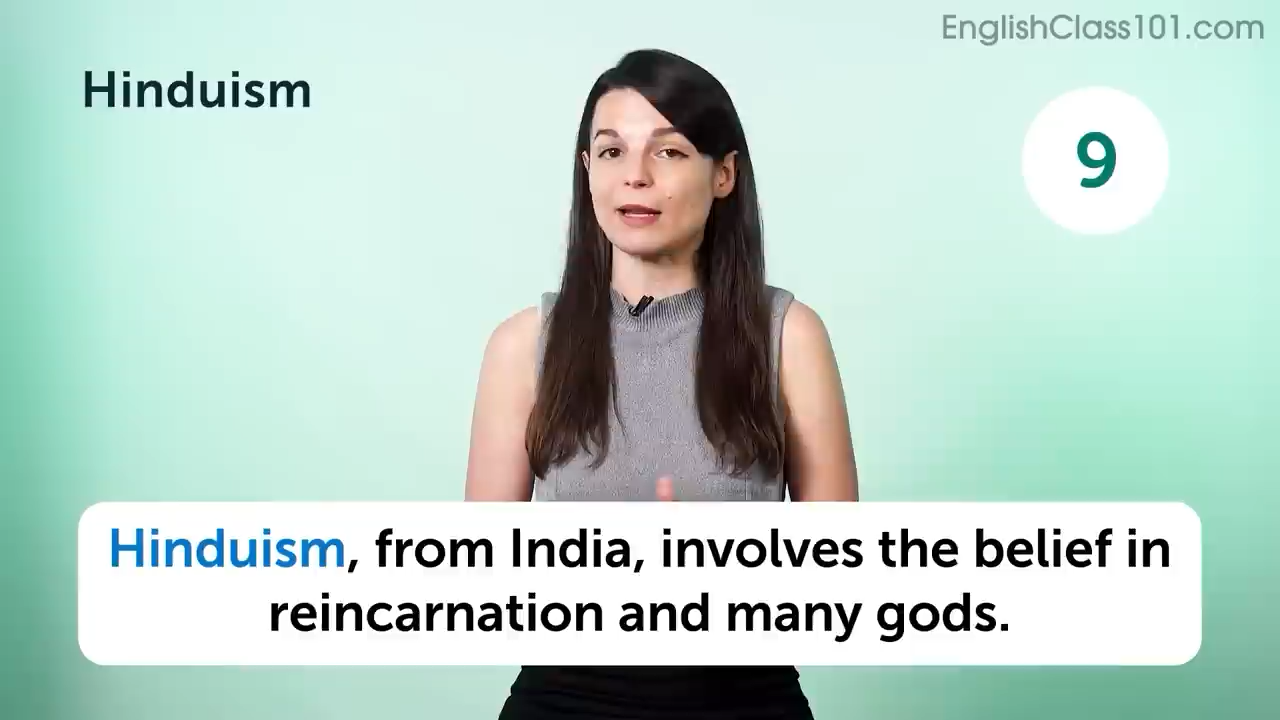 EnglishClass101.com
Hinduism
9
Hinduism, from India, involves the belief in
reincarnation and many gods.